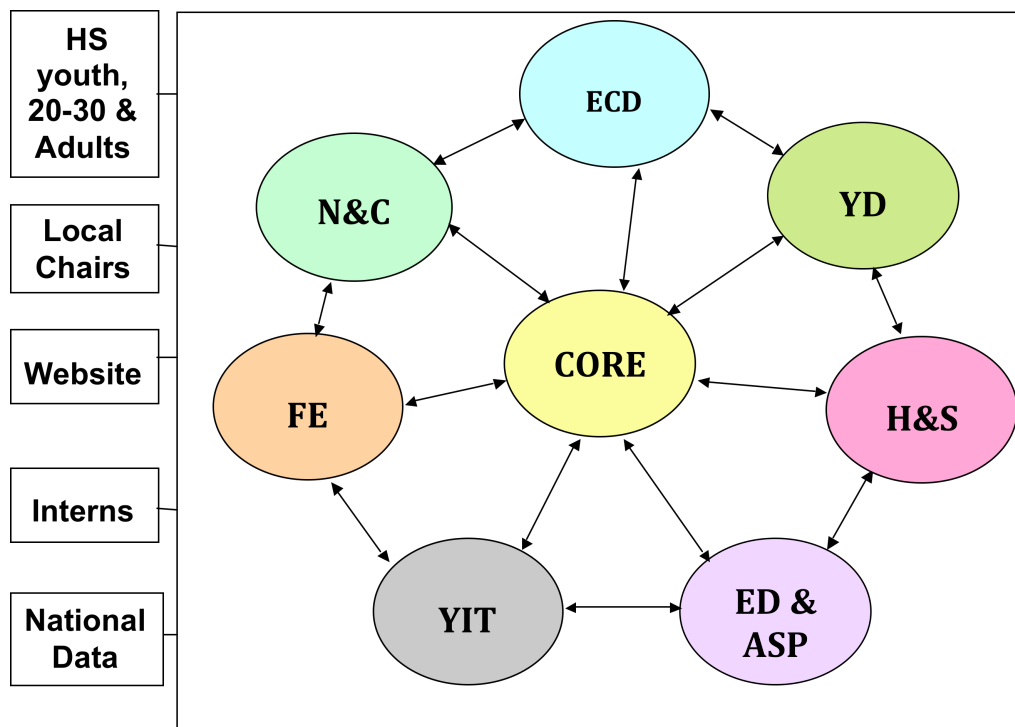 HS
youth,
20-30 &
Adults
Local
Chairs
Website
Interns
National
Data
ECD
N&C
YD
CORE
FE
H&S
YIT
ED &
ASP